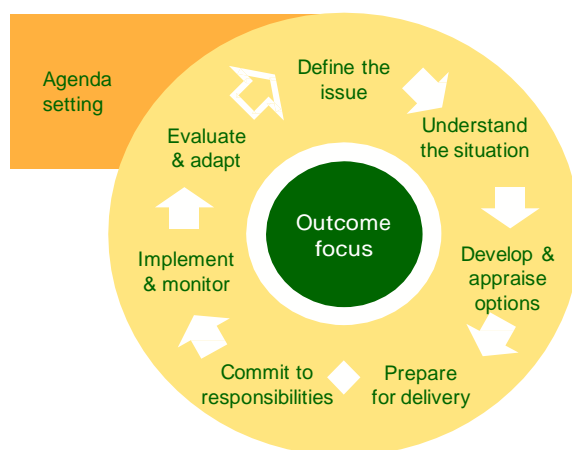 Agenda
setting
Define the
issue
Understand
the situation
Develop &
appraise
options
Prepare
for delivery
Commit to
responsibilities
Implement
& monitor
Evaluate
& adapt
Outcome
focus